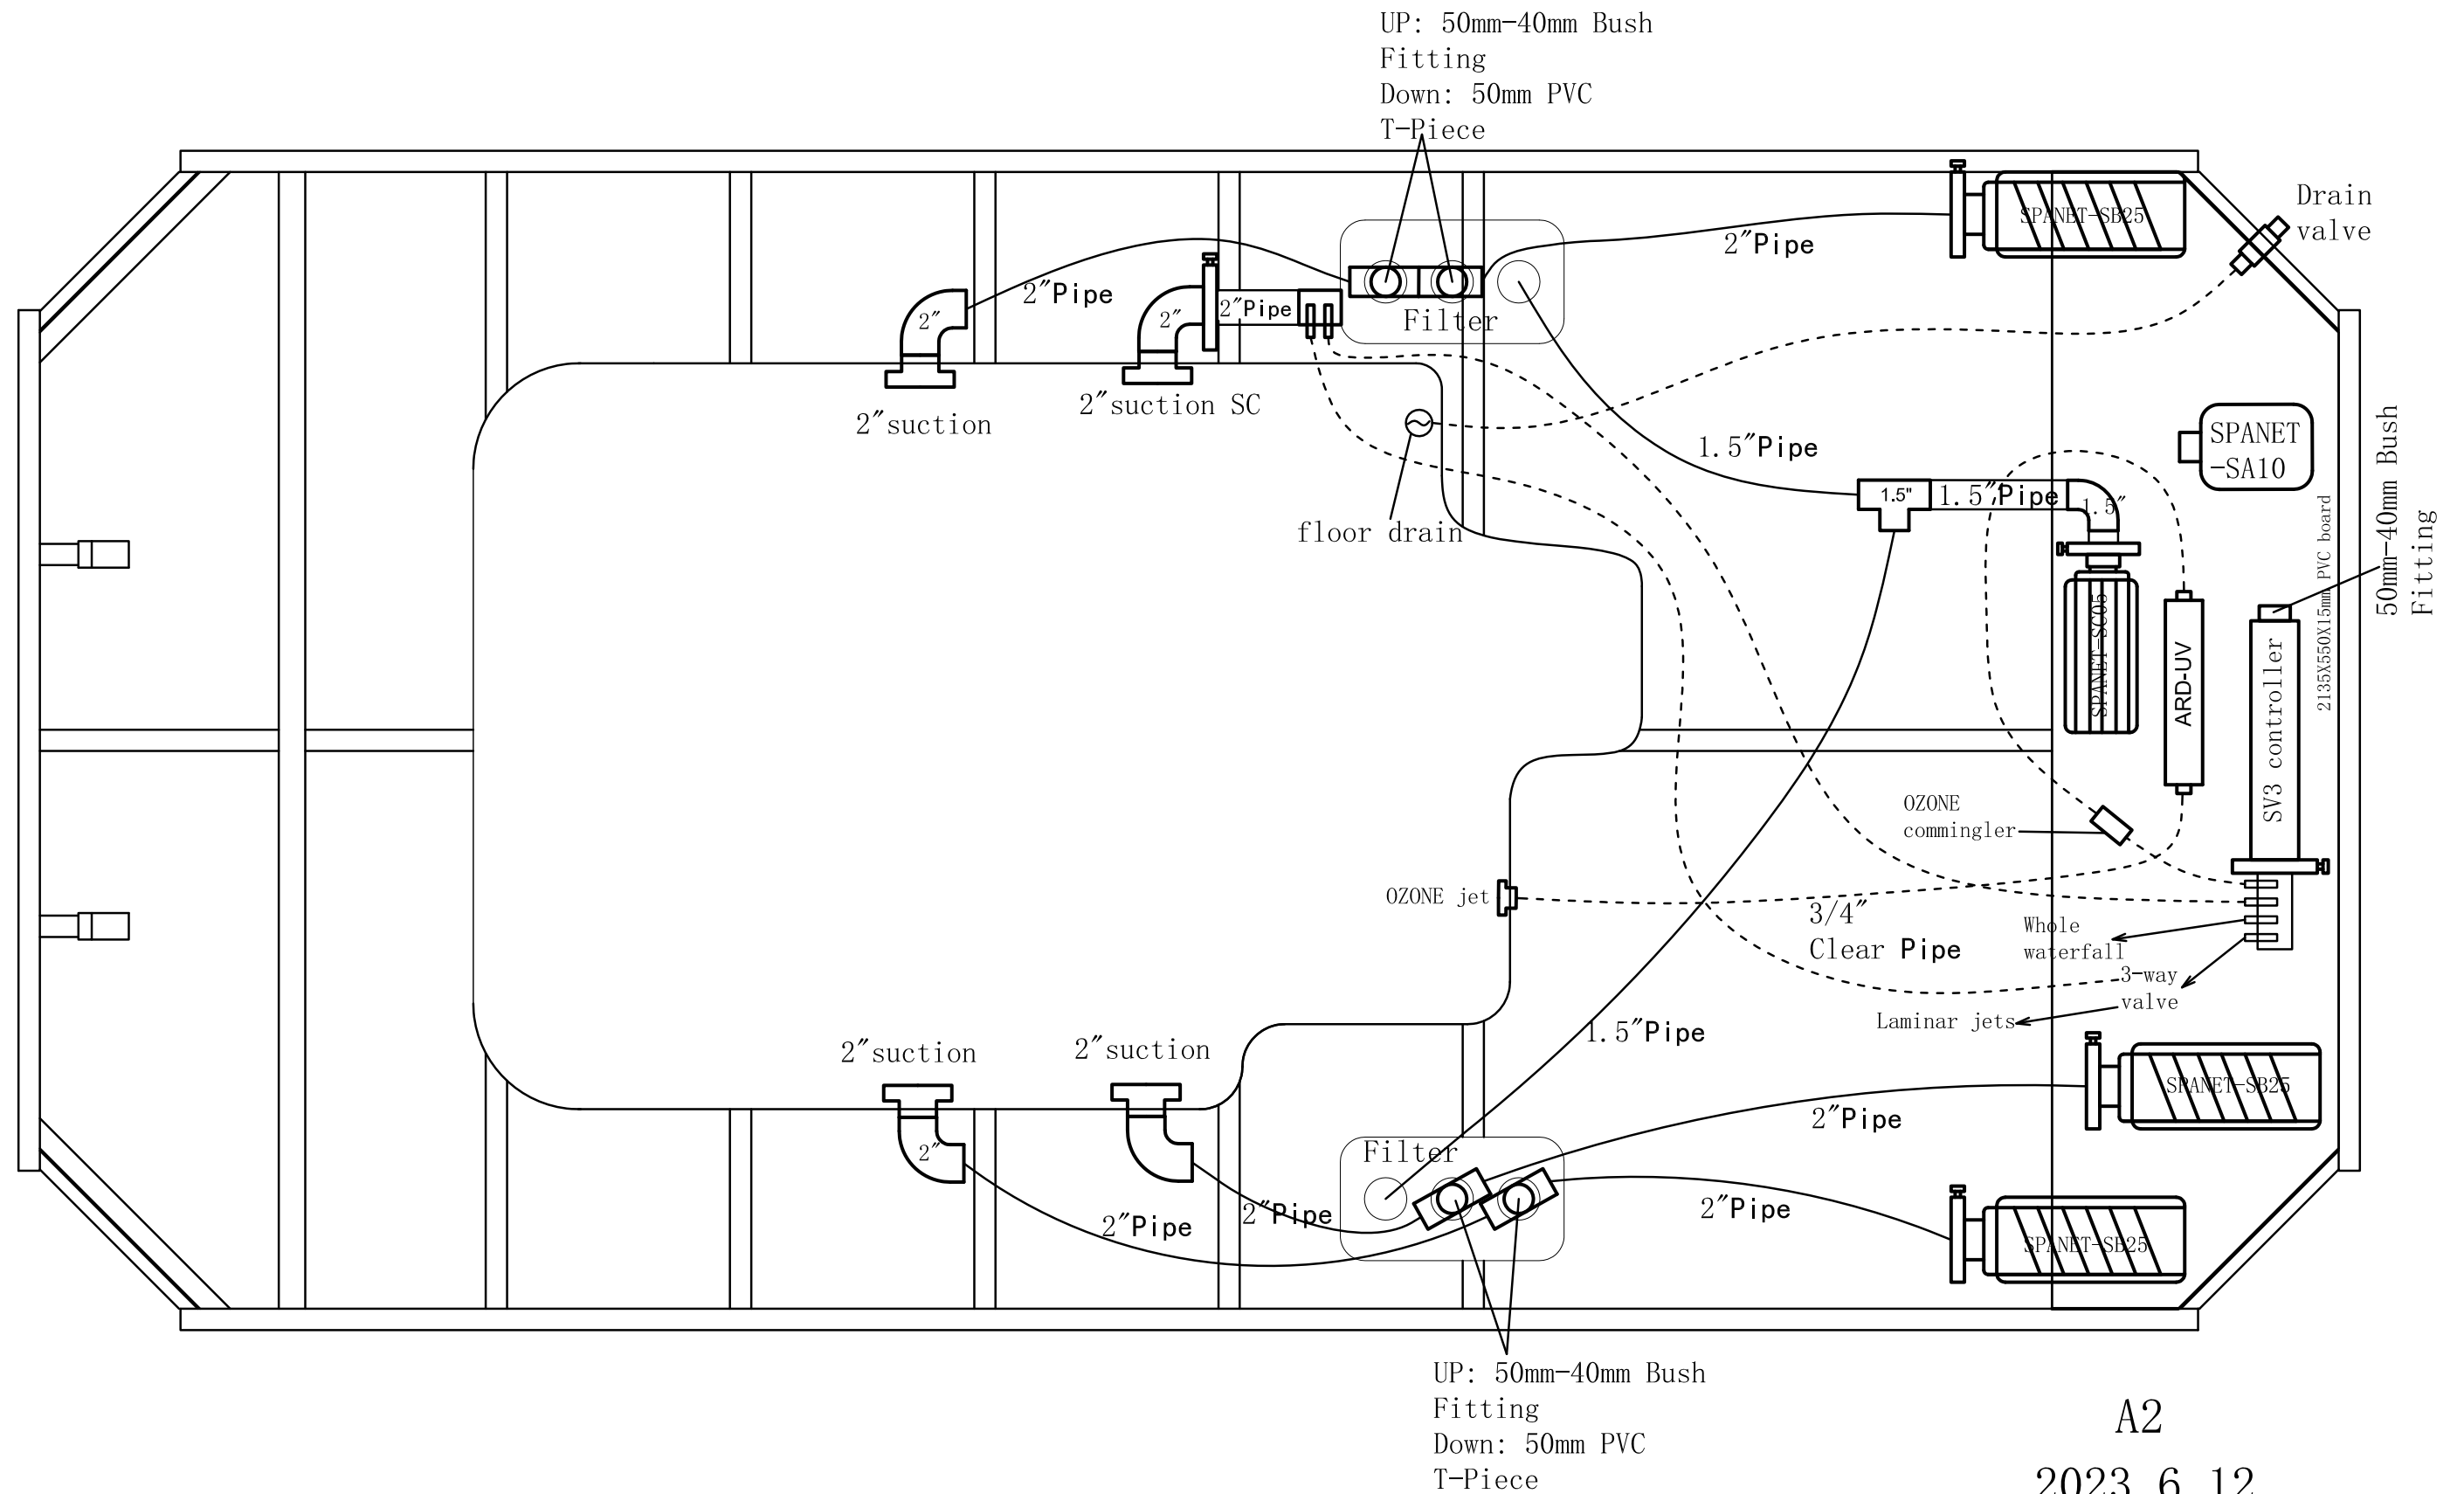 UP: 50mm-40mm Bush
Fitting
Down: 50mm PVC
T-Piece
SPANET-SB25
Drain
valve
2"Pipe
2"Pipe
2"
2"
2"Pipe
Filter
2"suction SC
2"suction
floor drain
1.5"Pipe
1.5"
1.5"Pipe
1.5"
SPANET
-SA10
50mm-40mm Bush
Fitting
2135X550X15mm PVC board
SPANET-SC05
ARD-UV
SV3 controller
OZONE
commingler
OZONE jet
3/4"
Clear Pipe
Whole
waterfall
3-way
valve
Laminar jets
1.5"Pipe
2"suction
2"suction
SPANET-SB25
2"Pipe
2"
Filter
2"Pipe
2"Pipe
2"Pipe
SPANET-SB25
UP: 50mm-40mm Bush
Fitting
Down: 50mm PVC
T-Piece
A2
2023 6 12